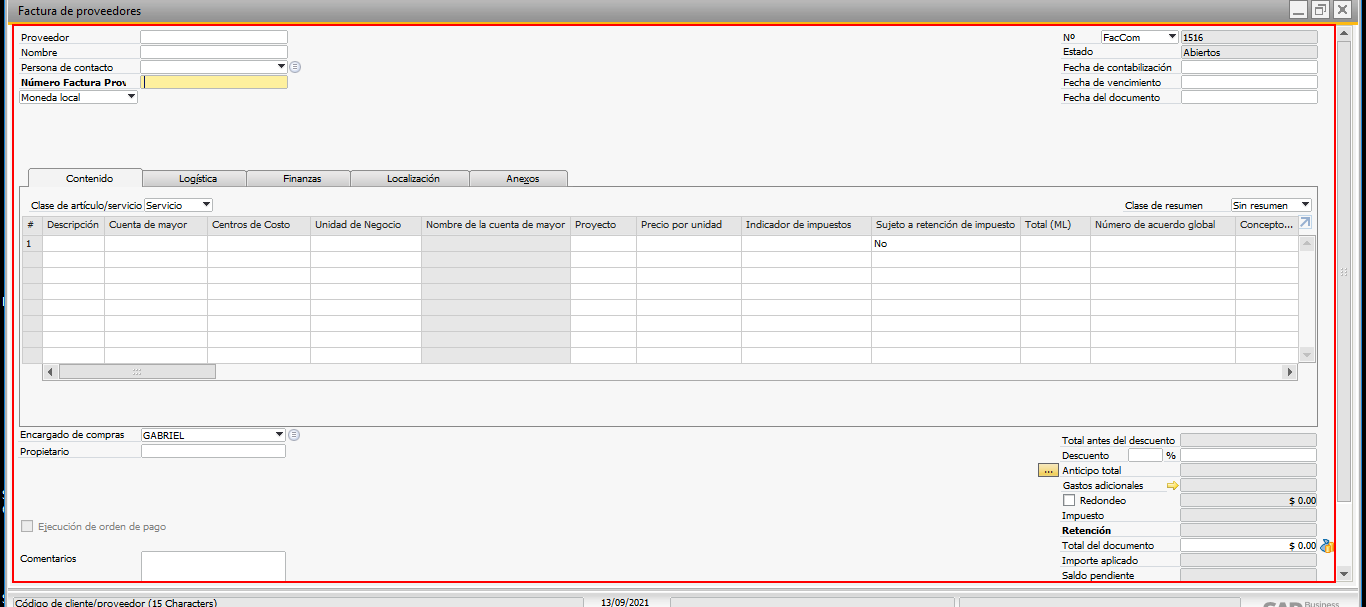 Factura de proveedores
Proveedor
Nombre
Persona de contacto
Número Factura Prov
Moneda local
Nº FacCom 1516
Estado Abiertos
Fecha de contabilización
Fecha de vencimiento
Fecha del documento
Contenido Logística Finanzas Localización Anexos
Clase de artículo/servicio Servicio Clase de resumen Sin resumen
# Descripción Cuenta de mayor Centros de Costo Unidad de Negocio Nombre de la cuenta de mayor Proyecto Precio por unidad Indicador de impuestos Sujeto a retención de impuesto Total (ML) Número de acuerdo global Concepto...
1 No
Encargado de compras GABRIEL
Propietario
Ejecución de orden de pago
Comentarios
Total antes del descuento
Descuento %
... Anticipo total
Gastos adicionales
Redondeo $ 0.00
Impuesto
Retención
Total del documento $ 0.00
Importe aplicado
Saldo pendiente
Código de cliente/proveedor (15 Characters) 13/09/2021 SAP Business